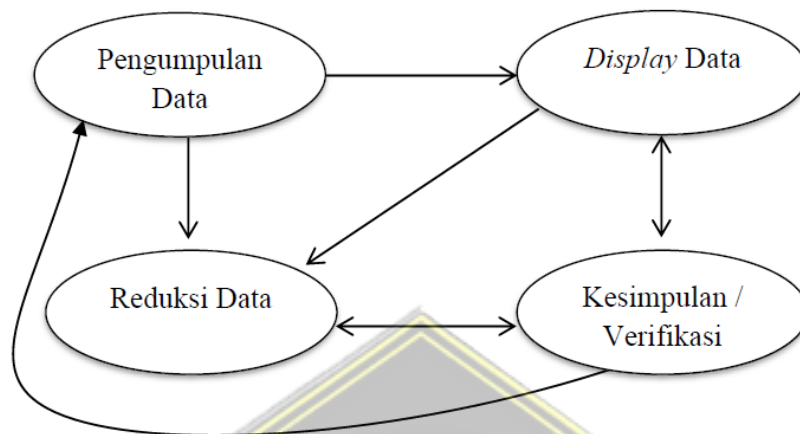 Pengumpulan
Data
Display Data
Reduksi Data
Kesimpulan /
Verifikasi